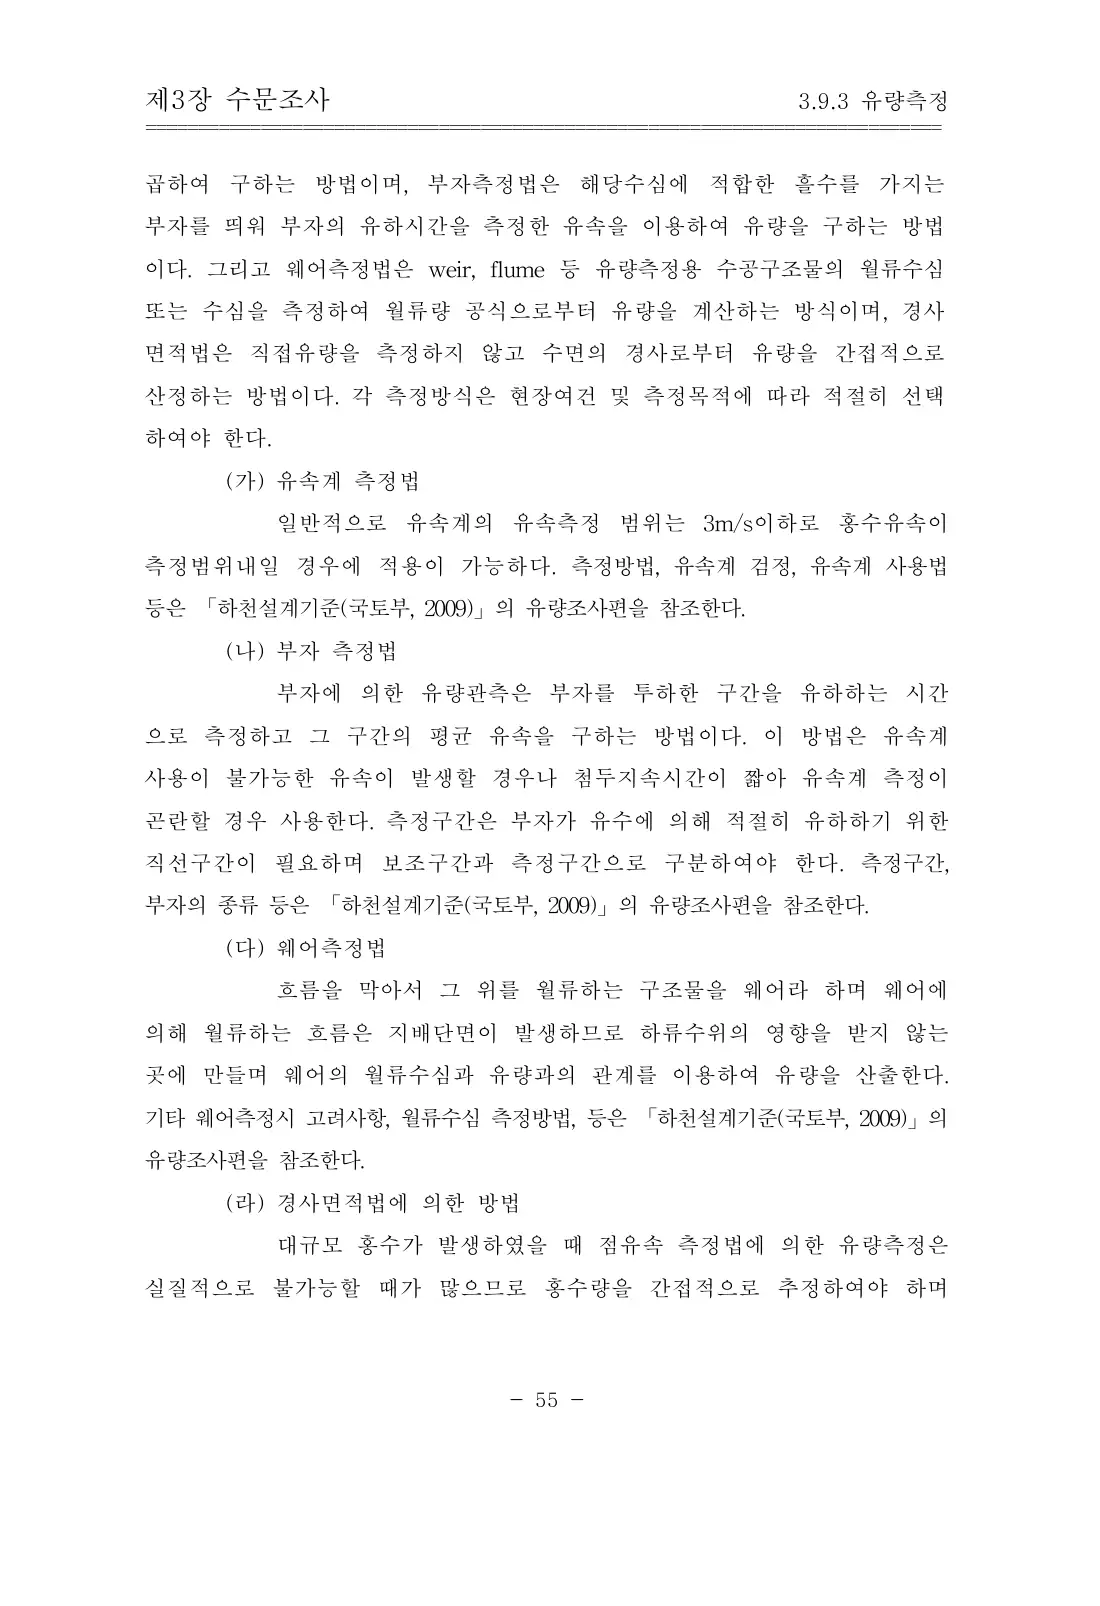 제3장 수문조사 3.9.3 유량측정
곱하여 구하는 방법이며, 부자측정법은 해당수심에 적합한 흘수를 가지는
부자를 띄워 부자의 유하시간을 측정한 유속을 이용하여 유량을 구하는 방법
이다. 그리고 웨어측정법은 weir, flume 등 유량측정용 수공구조물의 월류수심
또는 수심을 측정하여 월류량 공식으로부터 유량을 계산하는 방식이며, 경사
면적법은 직접유량을 측정하지 않고 수면의 경사로부터 유량을 간접적으로
산정하는 방법이다. 각 측정방식은 현장여건 및 측정목적에 따라 적절히 선택
하여야 한다.
(가) 유속계 측정법
일반적으로 유속계의 유속측정 범위는 3m/s이하로 홍수유속이
측정범위내일 경우에 적용이 가능하다. 측정방법, 유속계 검정, 유속계 사용법
등은 「하천설계기준(국토부, 2009)」의 유량조사편을 참조한다.
(나) 부자 측정법
부자에 의한 유량관측은 부자를 투하한 구간을 유하하는 시간
으로 측정하고 그 구간의 평균 유속을 구하는 방법이다. 이 방법은 유속계
사용이 불가능한 유속이 발생할 경우나 첨두지속시간이 짧아 유속계 측정이
곤란할 경우 사용한다. 측정구간은 부자가 유수에 의해 적절히 유하하기 위한
직선구간이 필요하며 보조구간과 측정구간으로 구분하여야 한다. 측정구간,
부자의 종류 등은 「하천설계기준(국토부, 2009)」의 유량조사편을 참조한다.
(다) 웨어측정법
흐름을 막아서 그 위를 월류하는 구조물을 웨어라 하며 웨어에
의해 월류하는 흐름은 지배단면이 발생하므로 하류수위의 영향을 받지 않는
곳에 만들며 웨어의 월류수심과 유량과의 관계를 이용하여 유량을 산출한다.
기타 웨어측정시 고려사항, 월류수심 측정방법, 등은 「하천설계기준(국토부, 2009)」의
유량조사편을 참조한다.
(라) 경사면적법에 의한 방법
대규모 홍수가 발생하였을 때 점유속 측정법에 의한 유량측정은
실질적으로 불가능할 때가 많으므로 홍수량을 간접적으로 추정하여야 하며
- 55 -